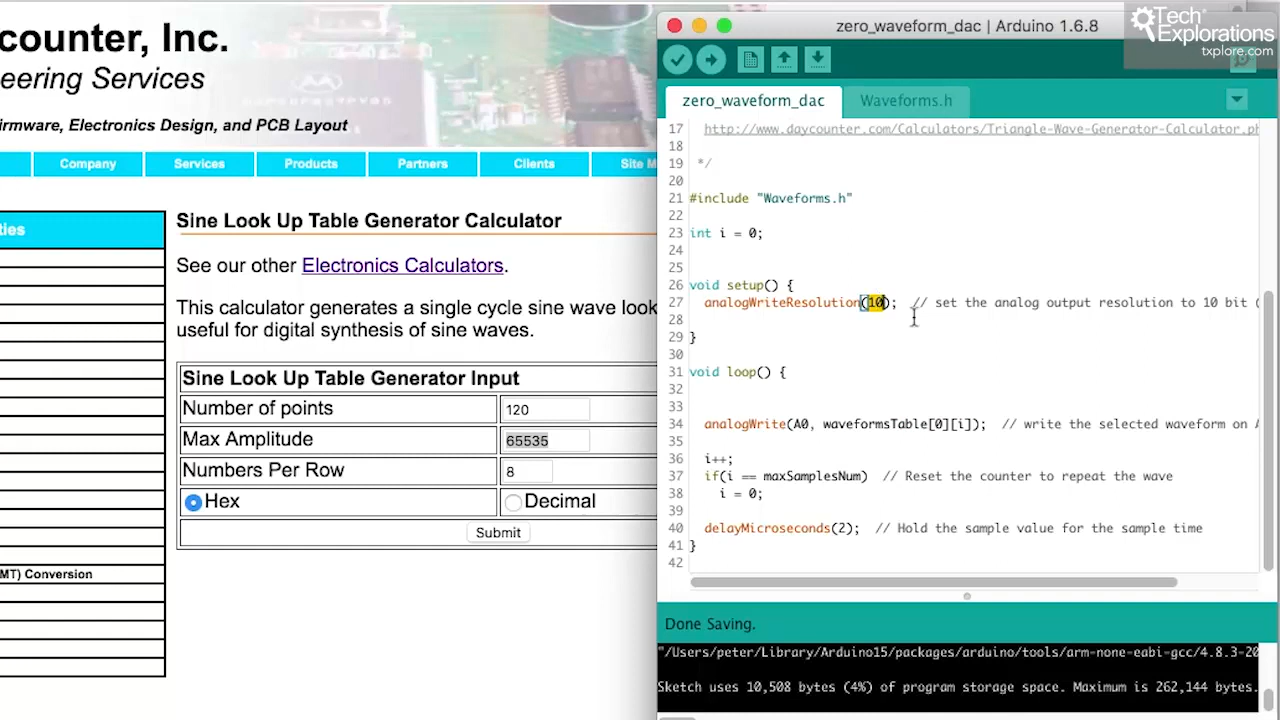 counter, Inc.
eering Services
irmware, Electronics Design, and PCB Layout
Company Services Products Partners Clients Site M
ties
MT) Conversion
Sine Look Up Table Generator Calculator
See our other Electronics Calculators.
This calculator generates a single cycle sine wave look
useful for digital synthesis of sine waves.
Sine Look Up Table Generator Input
Number of points 120
Max Amplitude 65535
Numbers Per Row 8
Hex Decimal
Submit
zero_waveform_dac | Arduino 1.6.8
Tech
Explorations
txplore.com
zero_waveform_dac Waveforms.h
17 http://www.daycounter.com/Calculators/Triangle-Wave-Generator-Calculator.ph
18
19 */
20
21 #include "Waveforms.h"
22
23 int i = 0;
24
25
26 void setup() {
27 analogWriteResolution(10); // set the analog output resolution to 10 bit (
28
29 }
30
31 void loop() {
32
33
34 analogWrite(A0, waveformsTable[0][i]); // write the selected waveform on A
35
36 i++;
37 if(i == maxSamplesNum) // Reset the counter to repeat the wave
38 i = 0;
39
40 delayMicroseconds(2); // Hold the sample value for the sample time
41 }
42
Done Saving.
"/Users/peter/Library/Arduino15/packages/arduino/tools/arm-none-eabi-gcc/4.8.3-20
Sketch uses 10,508 bytes (4%) of program storage space. Maximum is 262,144 bytes.